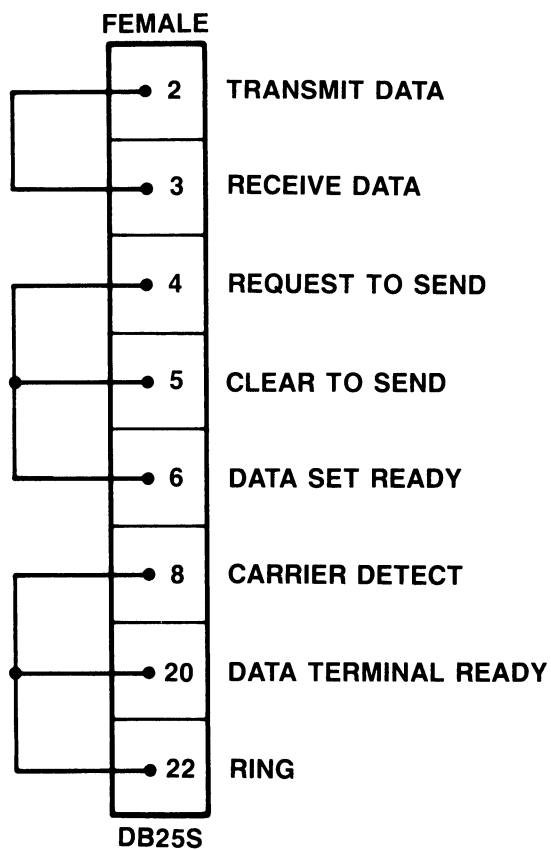 FEMALE
2 TRANSMIT DATA
3 RECEIVE DATA
4 REQUEST TO SEND
5 CLEAR TO SEND
6 DATA SET READY
8 CARRIER DETECT
20 DATA TERMINAL READY
22 RING
DB25S